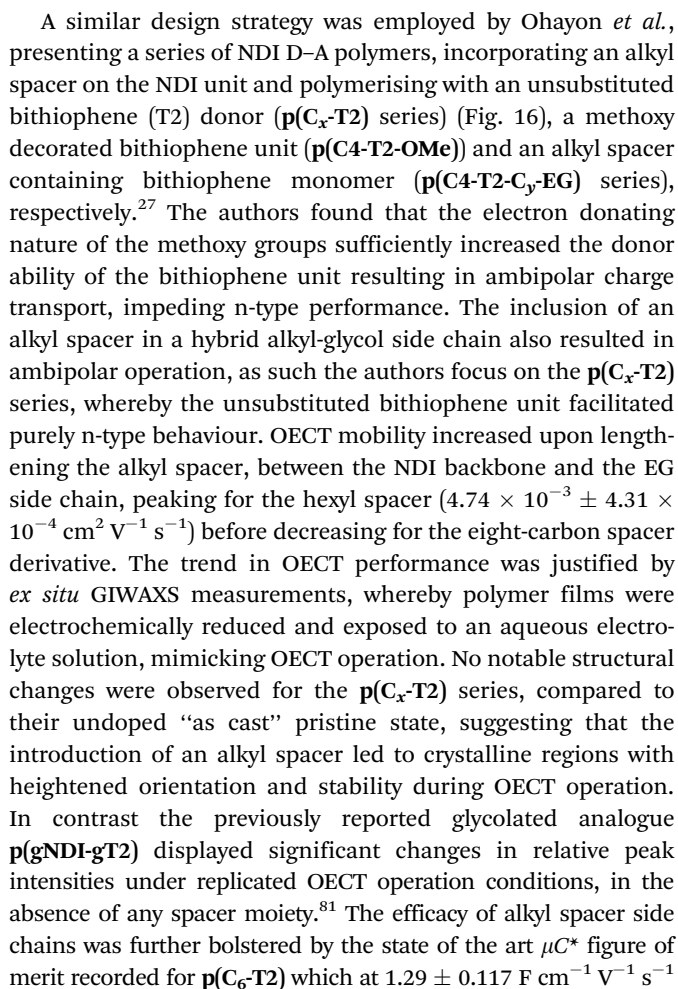 A similar design strategy was employed by Ohayon et al.,
presenting a series of NDI D–A polymers, incorporating an alkyl
spacer on the NDI unit and polymerising with an unsubstituted
bithiophene (T2) donor (p(Cₓ-T2) series) (Fig. 16), a methoxy
decorated bithiophene unit (p(C4-T2-OMe)) and an alkyl spacer
containing bithiophene monomer (p(C4-T2-C_y-EG) series),
respectively.²⁷ The authors found that the electron donating
nature of the methoxy groups sufficiently increased the donor
ability of the bithiophene unit resulting in ambipolar charge
transport, impeding n-type performance. The inclusion of an
alkyl spacer in a hybrid alkyl-glycol side chain also resulted in
ambipolar operation, as such the authors focus on the p(Cₓ-T2)
series, whereby the unsubstituted bithiophene unit facilitated
purely n-type behaviour. OECT mobility increased upon length-
ening the alkyl spacer, between the NDI backbone and the EG
side chain, peaking for the hexyl spacer (4.74 × 10⁻³ ± 4.31 ×
10⁻⁴ cm² V⁻¹ s⁻¹) before decreasing for the eight-carbon spacer
derivative. The trend in OECT performance was justified by
ex situ GIWAXS measurements, whereby polymer films were
electrochemically reduced and exposed to an aqueous electro-
lyte solution, mimicking OECT operation. No notable structural
changes were observed for the p(Cₓ-T2) series, compared to
their undoped “as cast” pristine state, suggesting that the
introduction of an alkyl spacer led to crystalline regions with
heightened orientation and stability during OECT operation.
In contrast the previously reported glycolated analogue
p(gNDI-gT2) displayed significant changes in relative peak
intensities under replicated OECT operation conditions, in the
absence of any spacer moiety.⁸¹ The efficacy of alkyl spacer side
chains was further bolstered by the state of the art μC* figure of
merit recorded for p(C₆-T2) which at 1.29 ± 0.117 F cm⁻¹ V⁻¹ s⁻¹